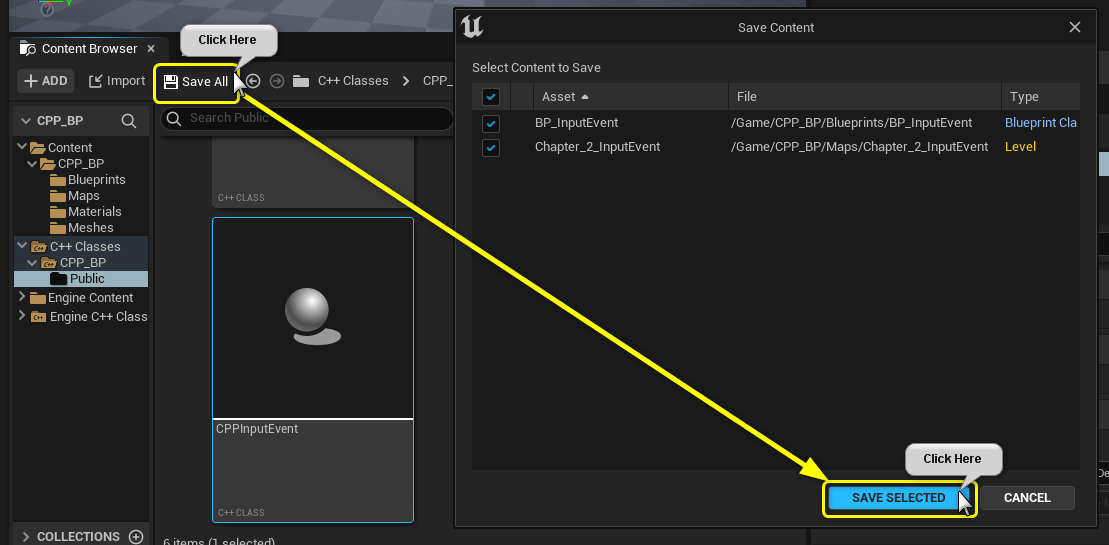 Y
Content Browser
Click Here
ADD
Import
Save All
C++ Classes
CPP_
CPP_BP
Search Public
Content
CPP_BP
Blueprints
Maps
Materials
Meshes
C++ Classes
CPP_BP
Public
Engine Content
Engine C++ Class
COLLECTIONS
C++ CLASS
CPPInputEvent
C++ CLASS
6 items (1 selected)
Save Content
Select Content to Save
Asset File Type
BP_InputEvent /Game/CPP_BP/Blueprints/BP_InputEvent Blueprint Cla
Chapter_2_InputEvent /Game/CPP_BP/Maps/Chapter_2_InputEvent Level
Click Here
SAVE SELECTED
CANCEL
De